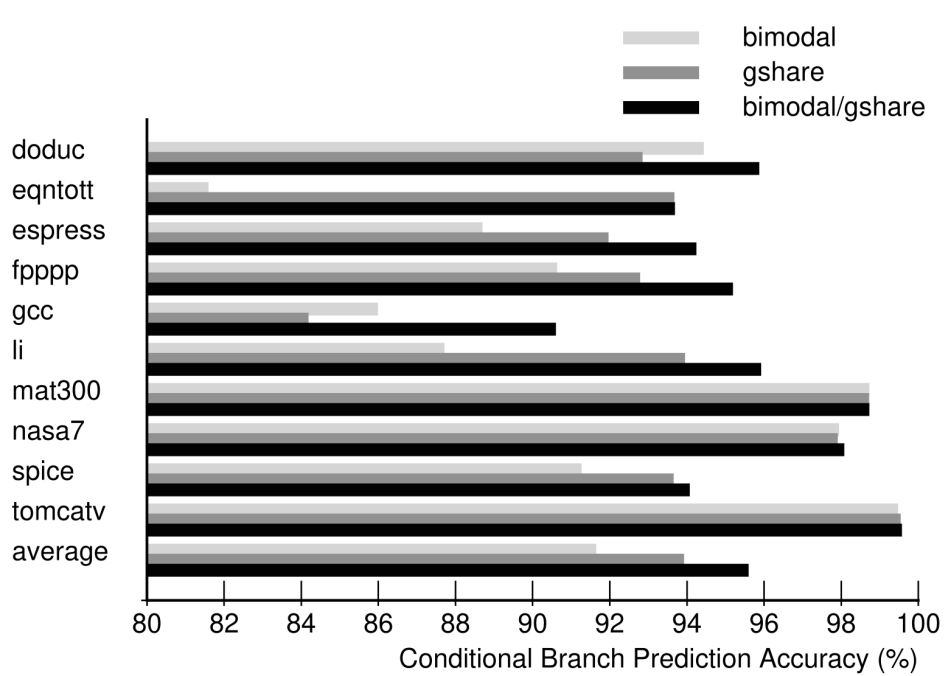 bimodal
gshare
bimodal/gshare
doduc
eqntott
espress
fpppp
gcc
li
mat300
nasa7
spice
tomcatv
average
80 82 84 86 88 90 92 94 96 98 100
Conditional Branch Prediction Accuracy (%)